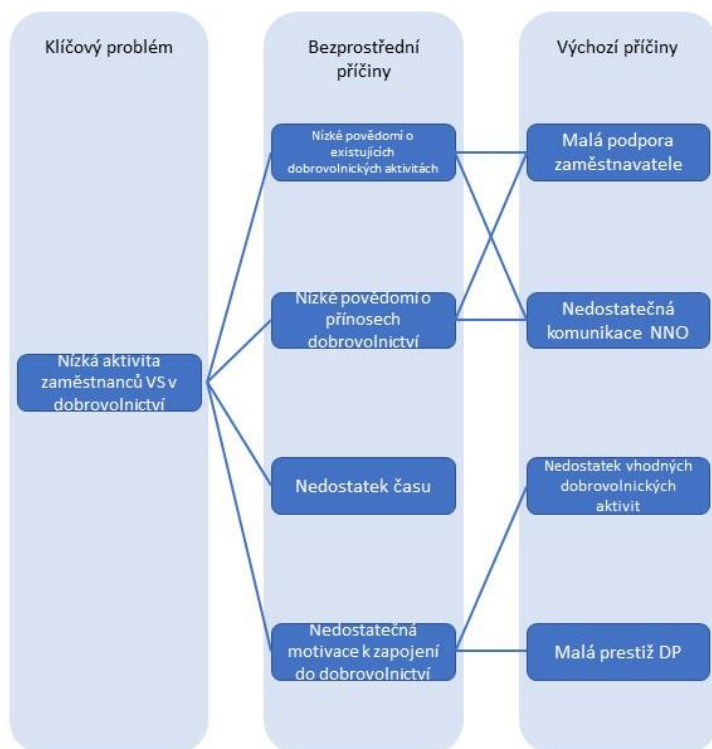 Klíčový problém
Bezprostřední
příčiny
Výchozí příčiny
Nízké povědomí o
existujících
dobrovolnických aktivitách
Malá podpora
zaměstnavatele
Nízké povědomí o
přínosech
dobrovolnictví
Nedostatečná
komunikace NNO
Nízká aktivita
zaměstnanců VS v
dobrovolnictví
Nedostatek času
Nedostatek vhodných
dobrovolnických
aktivit
Nedostatečná
motivace k zapojení
do dobrovolnictví
Malá prestiž DP